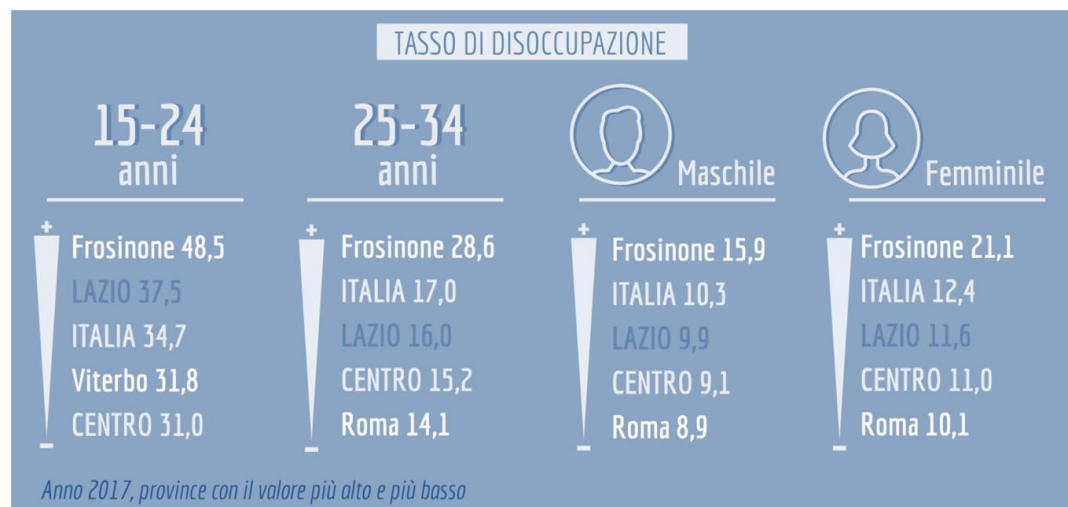 TASSO DI DISOCCUPAZIONE
15-24
anni
+
Frosinone 48,5
LAZIO 37,5
ITALIA 34,7
Viterbo 31,8
CENTRO 31,0
–
25-34
anni
+
Frosinone 28,6
ITALIA 17,0
LAZIO 16,0
CENTRO 15,2
Roma 14,1
–
Maschile
+
Frosinone 15,9
ITALIA 10,3
LAZIO 9,9
CENTRO 9,1
Roma 8,9
–
Femminile
+
Frosinone 21,1
ITALIA 12,4
LAZIO 11,6
CENTRO 11,0
Roma 10,1
–
Anno 2017, province con il valore più alto e più basso